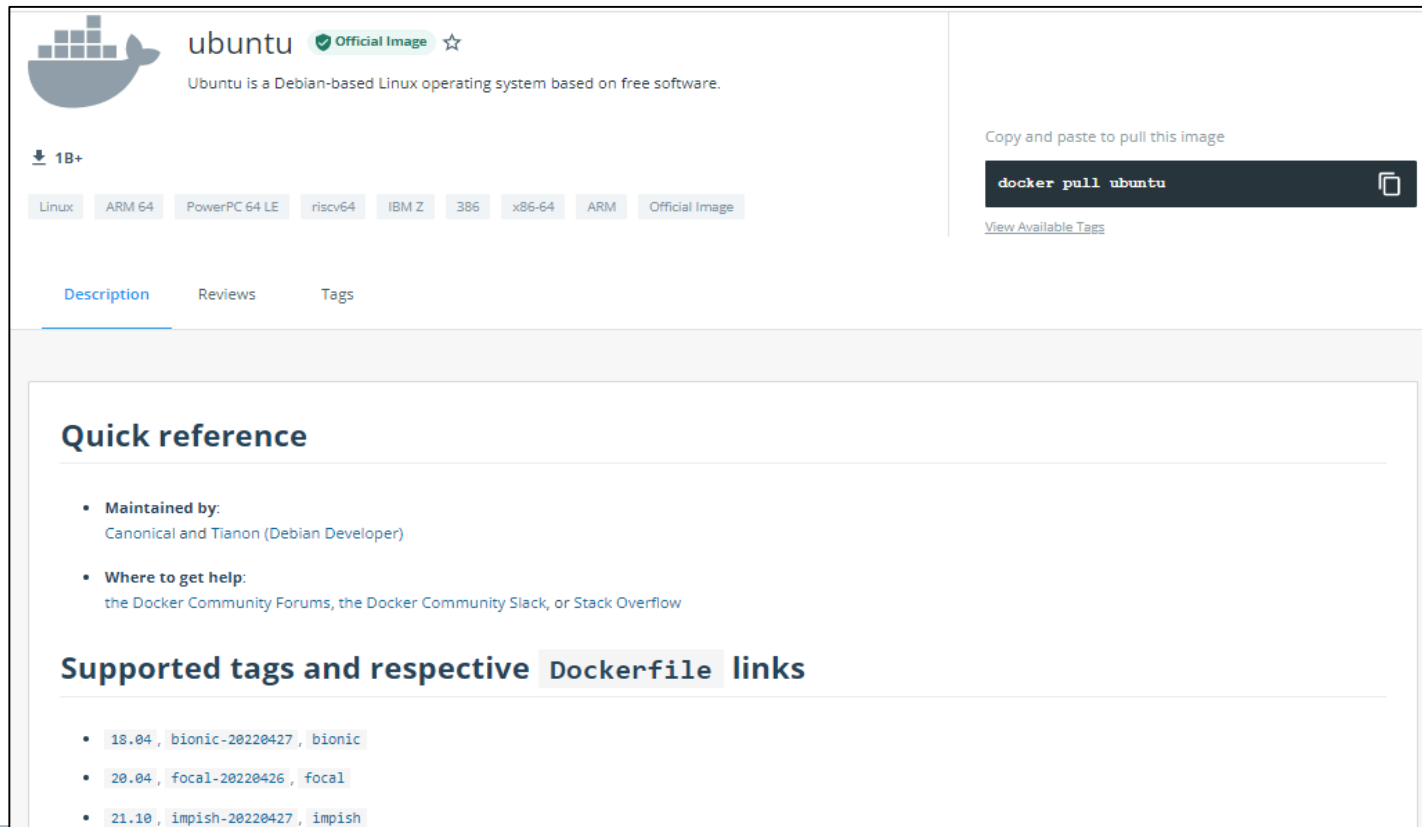 ubuntu Official Image
Ubuntu is a Debian-based Linux operating system based on free software.
1B+
Linux ARM 64 PowerPC 64 LE riscv64 IBM Z 386 x86-64 ARM Official Image
Copy and paste to pull this image
docker pull ubuntu
View Available Tags
Description Reviews Tags
Quick reference
• Maintained by:
Canonical and Tianon (Debian Developer)
• Where to get help:
the Docker Community Forums, the Docker Community Slack, or Stack Overflow
Supported tags and respective Dockerfile links
• 18.04, bionic-20220427, bionic
• 20.04, focal-20220426, focal
• 21.10, impish-20220427, impish